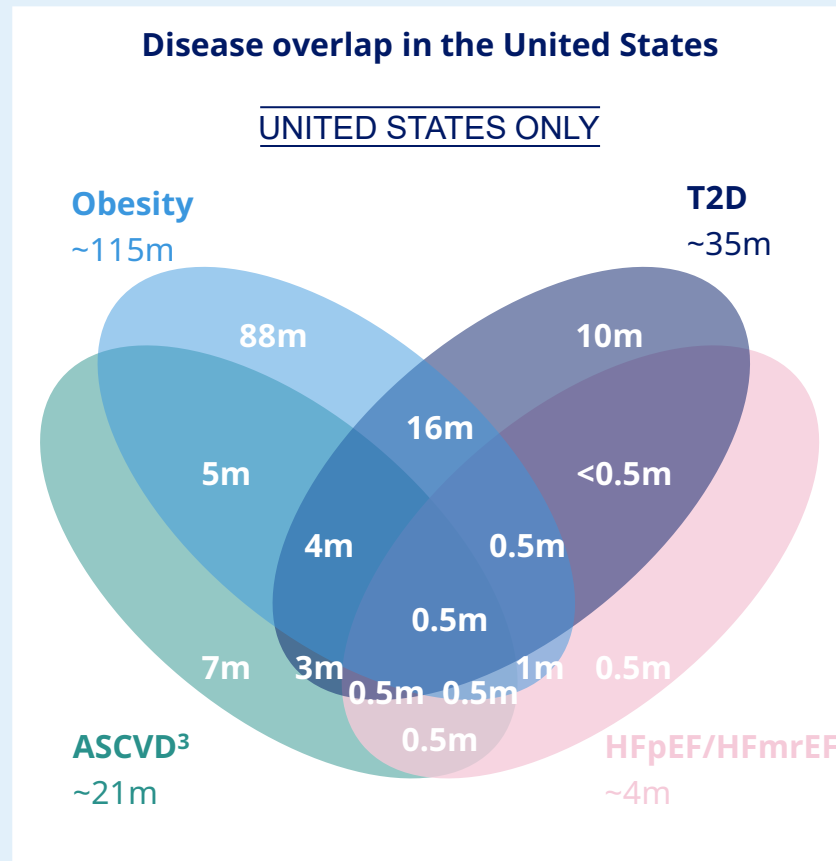 Disease overlap in the United States
UNITED STATES ONLY
Obesity
~115m
T2D
~35m
88m
10m
16m
5m
<0.5m
4m
0.5m
0.5m
7m
3m
1m
0.5m
0.5m
0.5m
0.5m
ASCVD³
~21m
HFpEF/HFmrEF
~4m